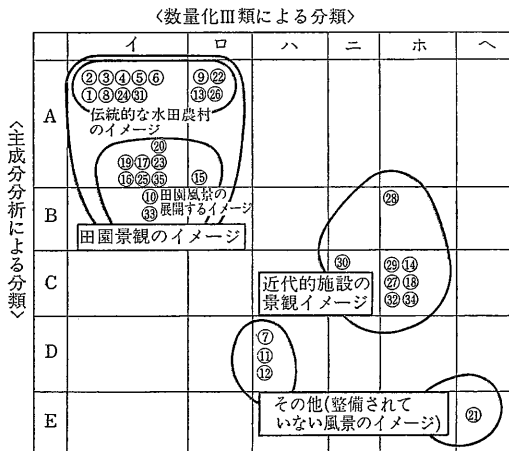 〈数量化Ⅲ類による分類〉
イ ロ ハ ニ ホ ヘ
〈主成分分析による分類〉
A
②③④⑤⑥ ⑨㉒
①⑧㉔㉛ ⑬㉖
伝統的な水田農村
のイメージ
⑳
⑲⑰㉓
⑯㉕㉟ ⑮
B
⑩田園風景の
㉝展開するイメージ
㉘
田園景観のイメージ
C
㉚ ㉙⑭
㉗⑱
㉜㉞
近代的施設の
景観イメージ
D
⑦
⑪
⑫
E
その他(整備されて
いない風景のイメージ)
㉑